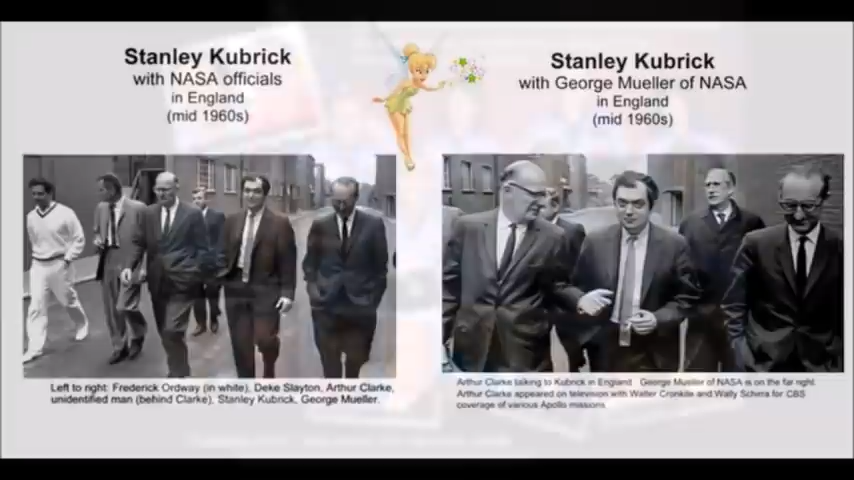 Stanley Kubrick
with NASA officials
in England
(mid 1960s)
Stanley Kubrick
with George Mueller of NASA
in England
(mid 1960s)
Left to right: Frederick Ordway (in white), Deke Slayton, Arthur Clarke,
unidentified man (behind Clarke), Stanley Kubrick, George Mueller.
Arthur Clarke talking to Kubrick in England. George Mueller of NASA is on the far right.
Arthur Clarke appeared on television with Walter Cronkite and Wally Schirra for CBS
coverage of various Apollo missions